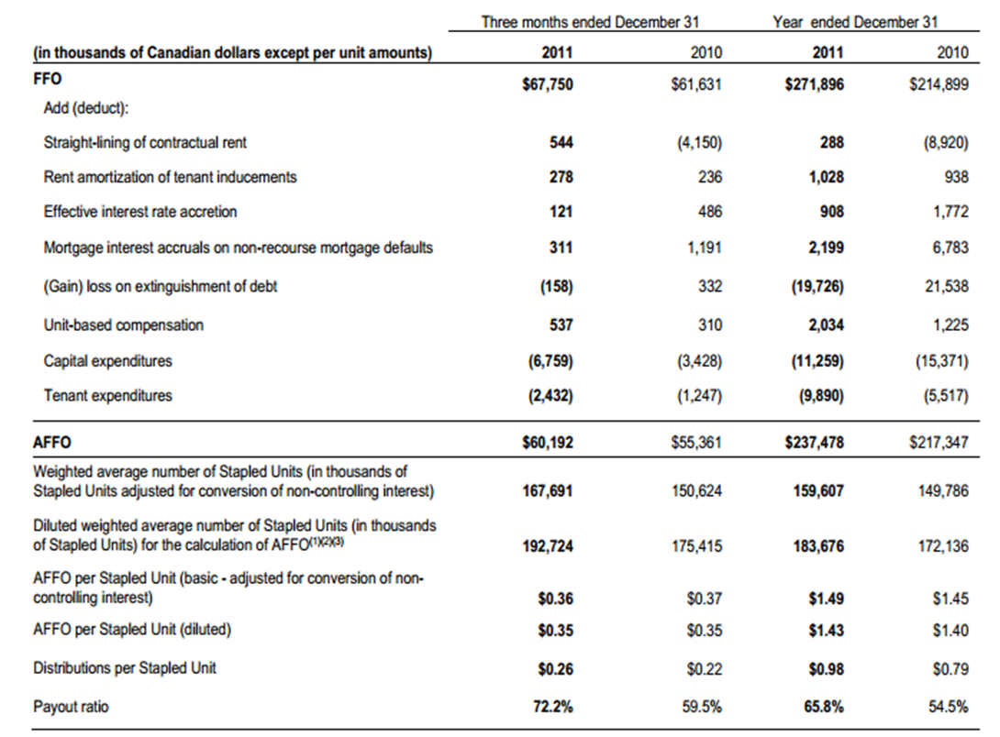 Three months ended December 31 Year ended December 31
(in thousands of Canadian dollars except per unit amounts) 2011 2010 2011 2010
FFO $67,750 $61,631 $271,896 $214,899
Add (deduct):
Straight-lining of contractual rent 544 (4,150) 288 (8,920)
Rent amortization of tenant inducements 278 236 1,028 938
Effective interest rate accretion 121 486 908 1,772
Mortgage interest accruals on non-recourse mortgage defaults 311 1,191 2,199 6,783
(Gain) loss on extinguishment of debt (158) 332 (19,726) 21,538
Unit-based compensation 537 310 2,034 1,225
Capital expenditures (6,759) (3,428) (11,259) (15,371)
Tenant expenditures (2,432) (1,247) (9,890) (5,517)
AFFO $60,192 $55,361 $237,478 $217,347
Weighted average number of Stapled Units (in thousands of
Stapled Units adjusted for conversion of non-controlling interest) 167,691 150,624 159,607 149,786
Diluted weighted average number of Stapled Units (in thousands
of Stapled Units) for the calculation of AFFO(1)(2)(3) 192,724 175,415 183,676 172,136
AFFO per Stapled Unit (basic - adjusted for conversion of non-
controlling interest) $0.36 $0.37 $1.49 $1.45
AFFO per Stapled Unit (diluted) $0.35 $0.35 $1.43 $1.40
Distributions per Stapled Unit $0.26 $0.22 $0.98 $0.79
Payout ratio 72.2% 59.5% 65.8% 54.5%